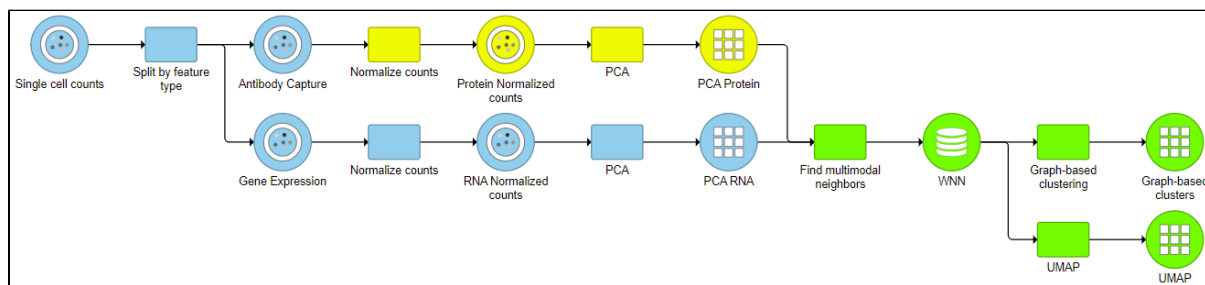 Single cell counts
Split by feature
type
Antibody Capture
Normalize counts
Protein Normalized
counts
PCA
PCA Protein
Gene Expression
Normalize counts
RNA Normalized
counts
PCA
PCA RNA
Find multimodal
neighbors
WNN
Graph-based
clustering
Graph-based
clusters
UMAP
UMAP